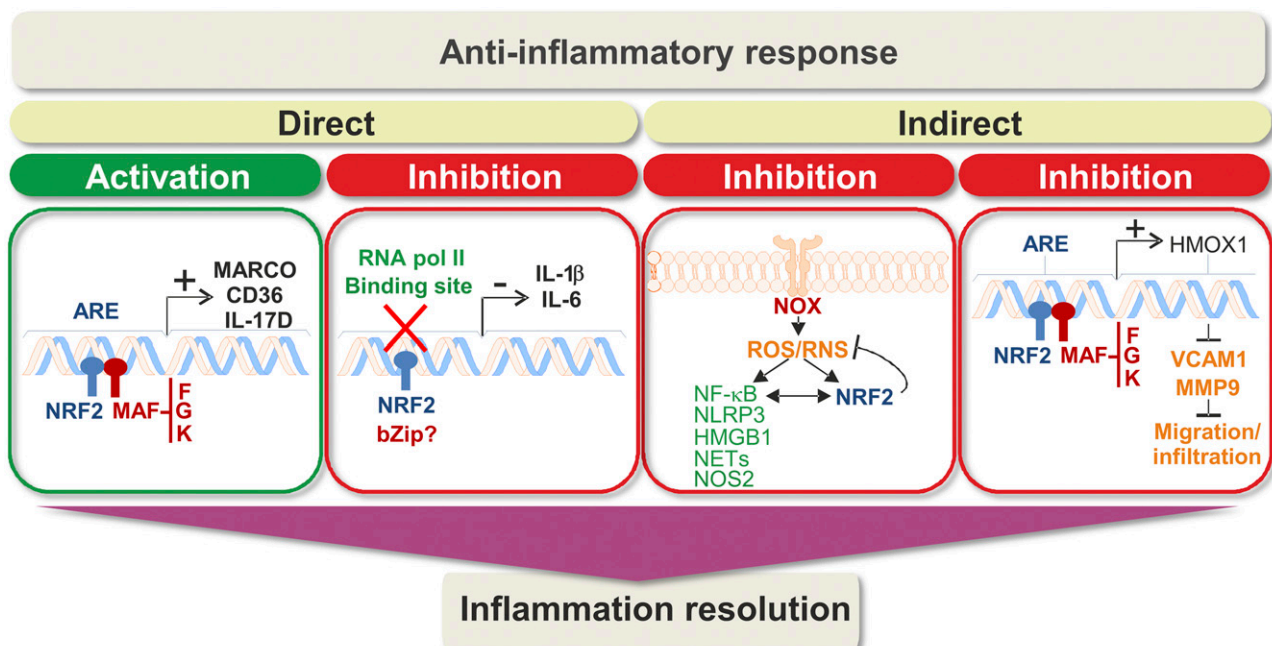 Anti-inflammatory response
Direct
Indirect
Activation
Inhibition
Inhibition
Inhibition
ARE
+
MARCO
CD36
IL-17D
NRF2
MAF
F
G
K
RNA pol II
Binding site
-
IL-1β
IL-6
NRF2
bZip?
NOX
ROS/RNS
NF-κB
NRF2
NLRP3
HMGB1
NETs
NOS2
ARE
+
HMOX1
NRF2
MAF
F
G
K
VCAM1
MMP9
Migration/
infiltration
Inflammation resolution